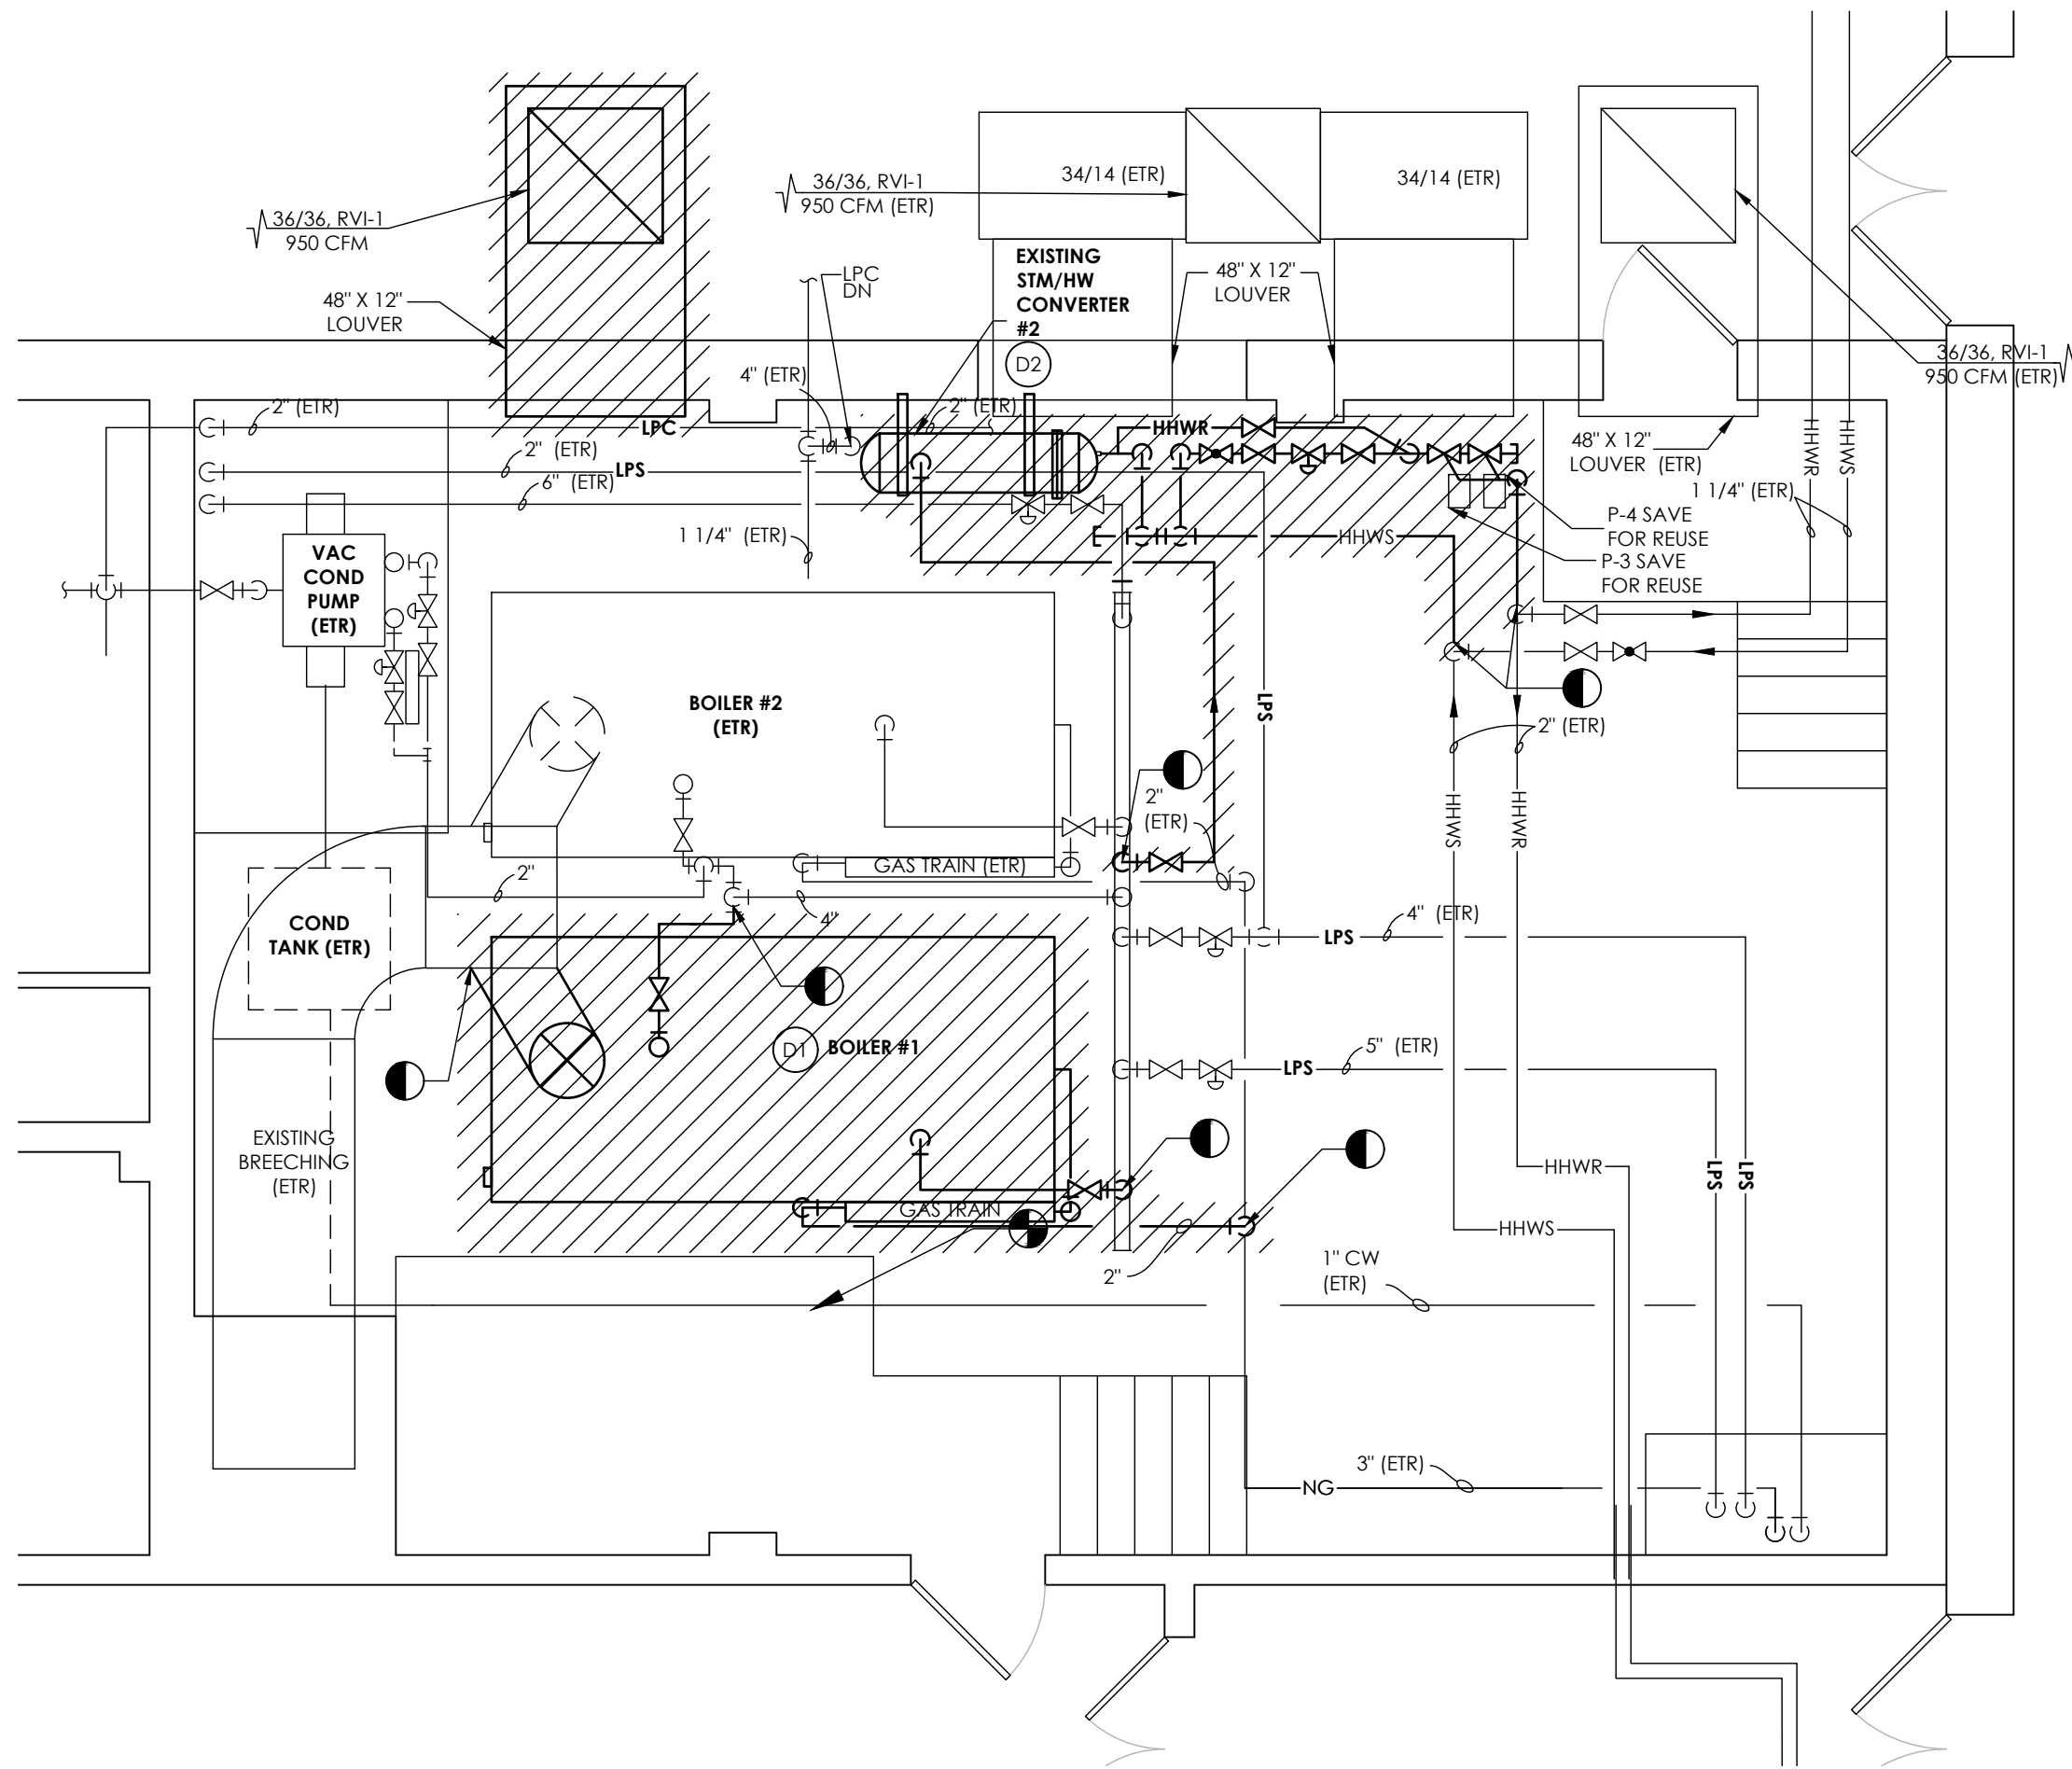 36/36, RVI-1
950 CFM
48" X 12"
LOUVER
36/36, RVI-1
950 CFM (ETR)
34/14 (ETR)
34/14 (ETR)
EXISTING
STM/HW
CONVERTER
#2
D2
48" X 12"
LOUVER
LPC
DN
36/36, RVI-1
950 CFM (ETR)
4" (ETR)
2" (ETR)
2" (ETR)
LPC
HHWR
2" (ETR)
LPS
6" (ETR)
48" X 12"
LOUVER (ETR)
HHWR
HHWS
1 1/4" (ETR)
P-4 SAVE
FOR REUSE
P-3 SAVE
FOR REUSE
1 1/4" (ETR)
HHWS
VAC
COND
PUMP
(ETR)
BOILER #2
(ETR)
LPS
2" (ETR)
2"
(ETR)
HHWS
HHWR
GAS TRAIN (ETR)
2"
4"
COND
TANK (ETR)
4" (ETR)
LPS
D1
BOILER #1
5" (ETR)
LPS
EXISTING
BREECHING
(ETR)
GAS TRAIN
HHWR
LPS
LPS
HHWS
2"
1" CW
(ETR)
3" (ETR)
NG